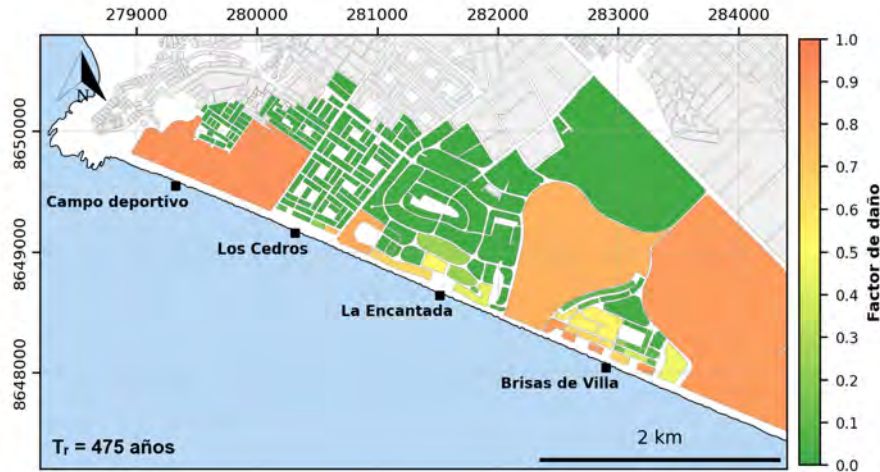 279000 280000 281000 282000 283000 284000
8650000
8649000
8648000
N
Campo deportivo
Los Cedros
La Encantada
Brisas de Villa
Tᵣ = 475 años
2 km
1.0
0.9
0.8
0.7
0.6
0.5
0.4
0.3
0.2
0.1
0.0
Factor de daño